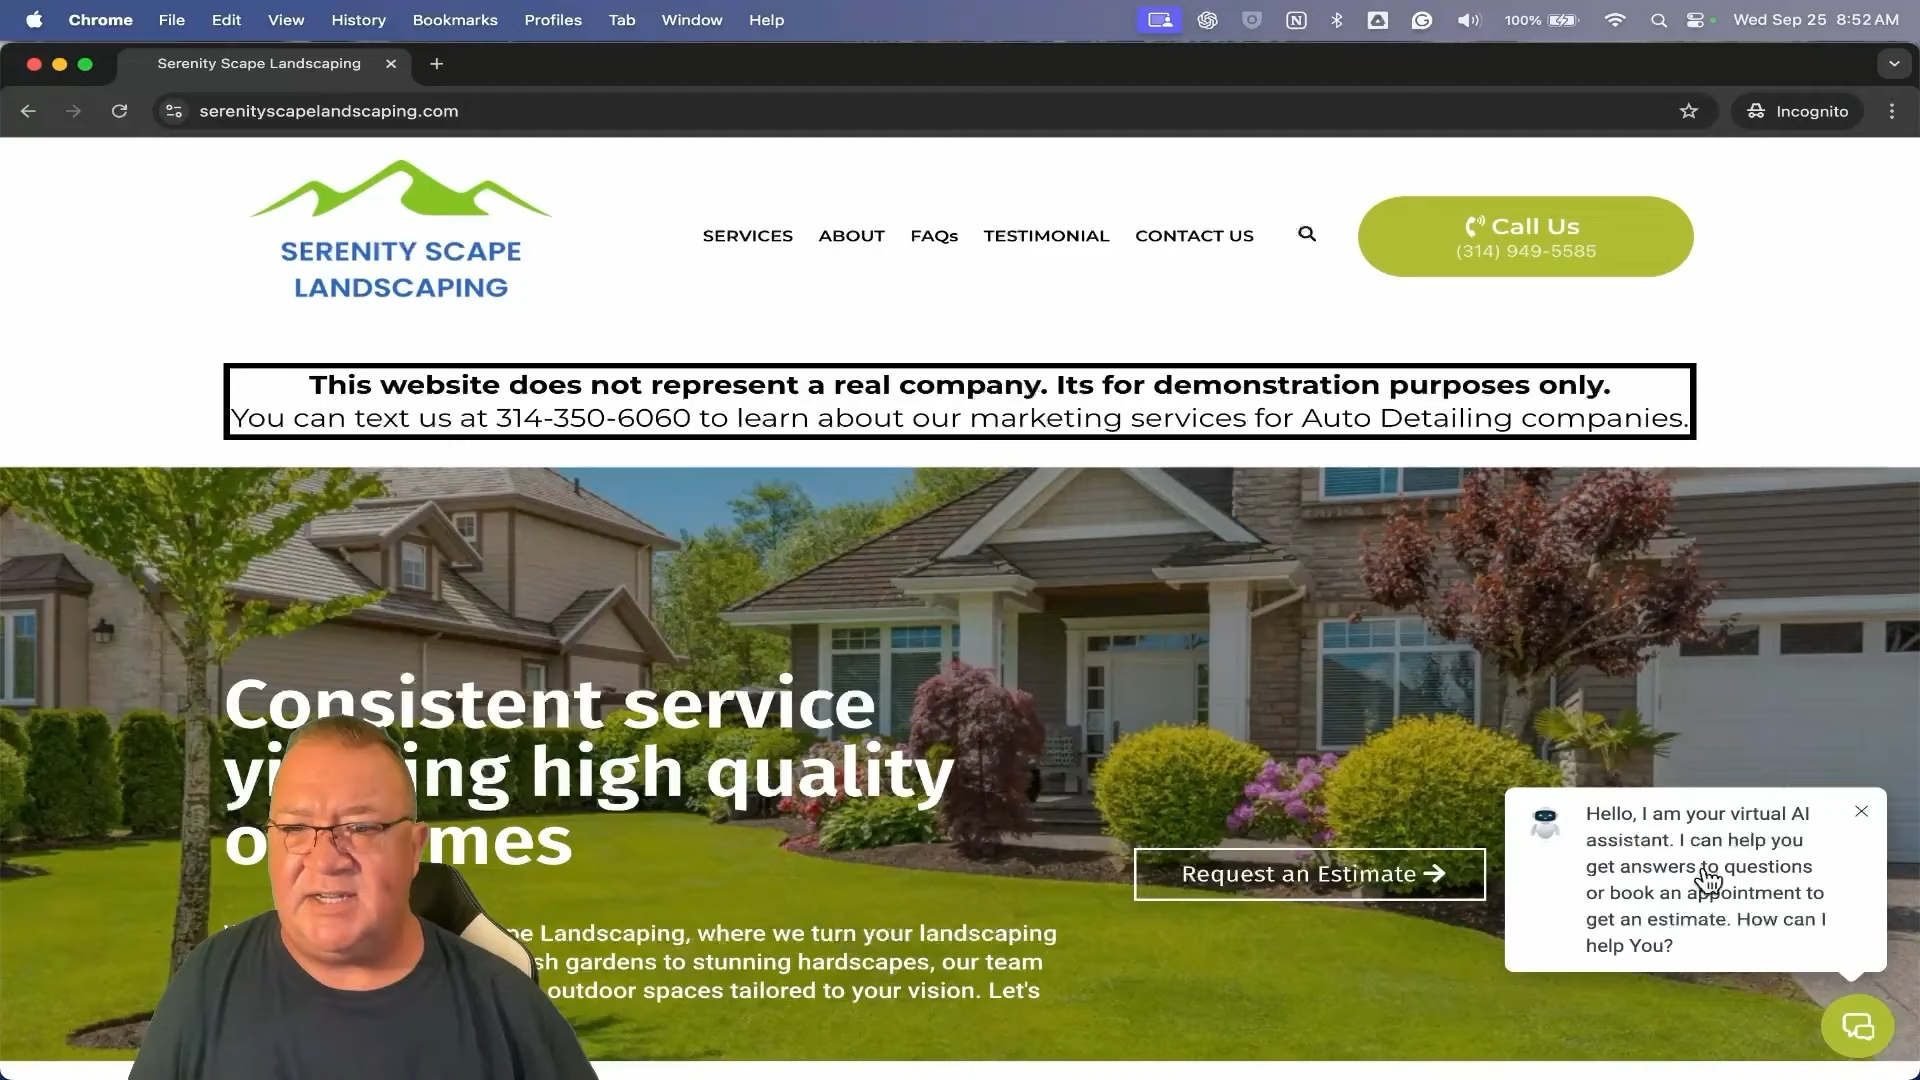 Chrome File Edit View History Bookmarks Profiles Tab Window Help 100% Wed Sep 25 8:52 AM
Serenity Scape Landscaping
serenityscapelandscaping.com Incognito
SERENITY SCAPE
LANDSCAPING
SERVICES ABOUT FAQs TESTIMONIAL CONTACT US
Call Us
(314) 949-5585
This website does not represent a real company. Its for demonstration purposes only.
You can text us at 314-350-6060 to learn about our marketing services for Auto Detailing companies.
Consistent service
high quality
Request an Estimate
Landscaping, where we turn your landscaping
gardens to stunning hardscapes, our team
outdoor spaces tailored to your vision. Let's
Hello, I am your virtual AI
assistant. I can help you
get answers to questions
or book an appointment to
get an estimate. How can I
help You?